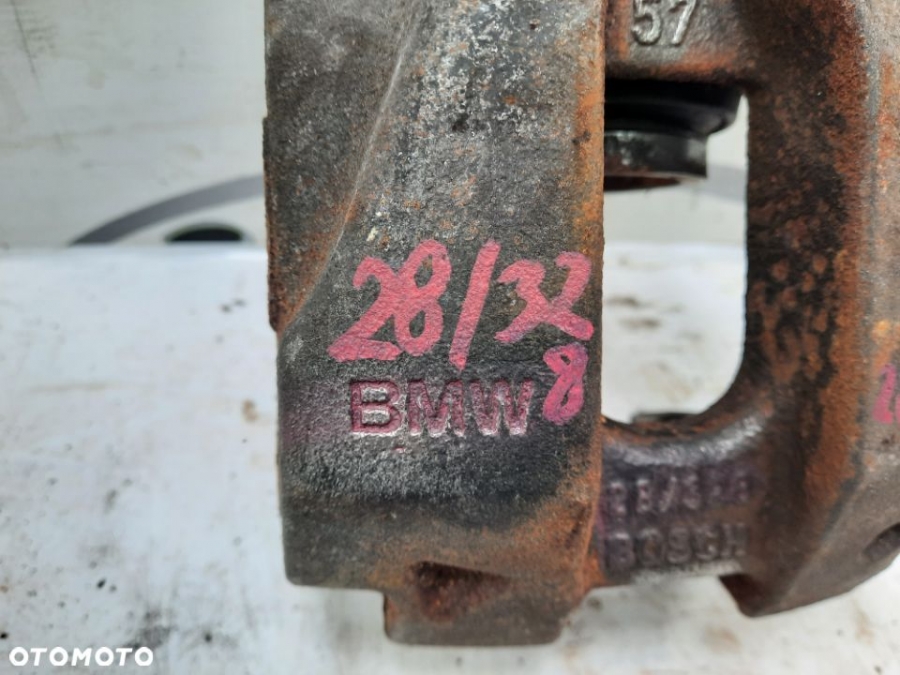 57
28/32
8
BMW
BOSCH
OTOMOTO